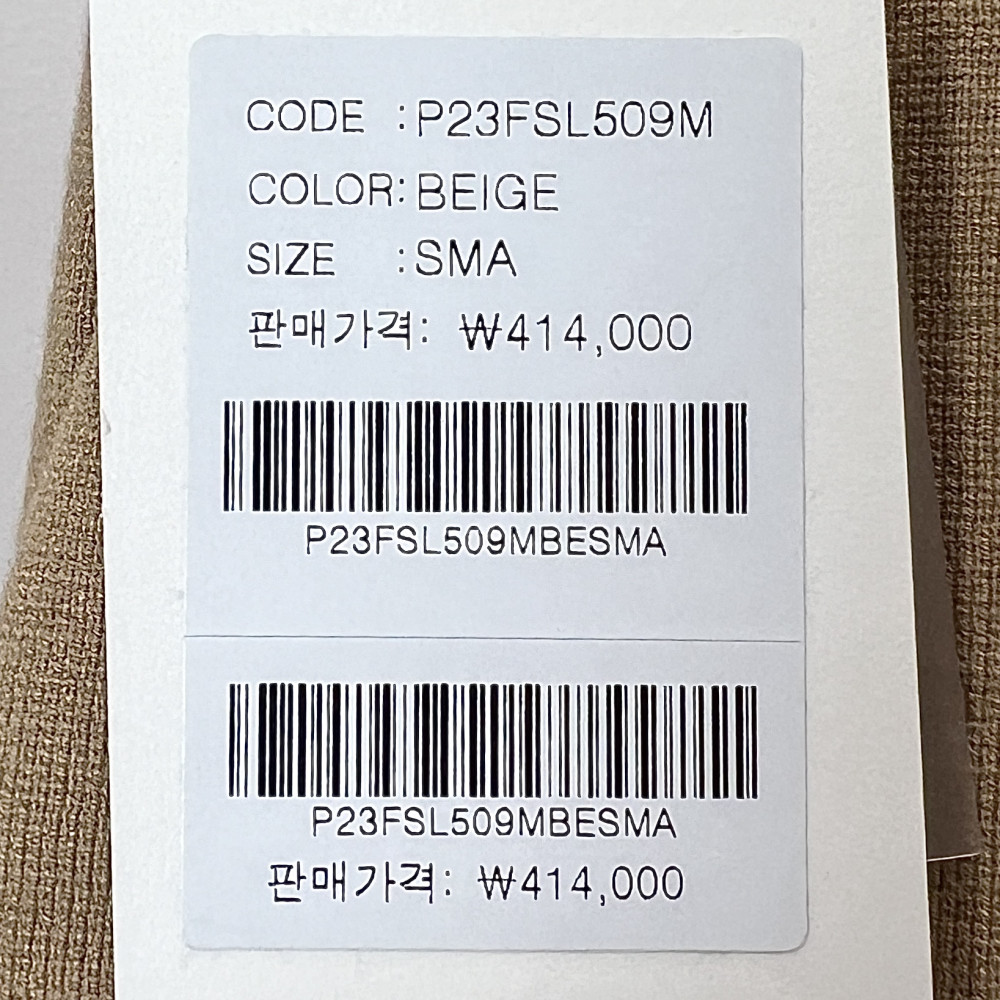 CODE :P23FSL509M
COLOR:BEIGE
SIZE :SMA
판매가격: ₩414,000
P23FSL509MBESMA
P23FSL509MBESMA
판매가격: ₩414,000